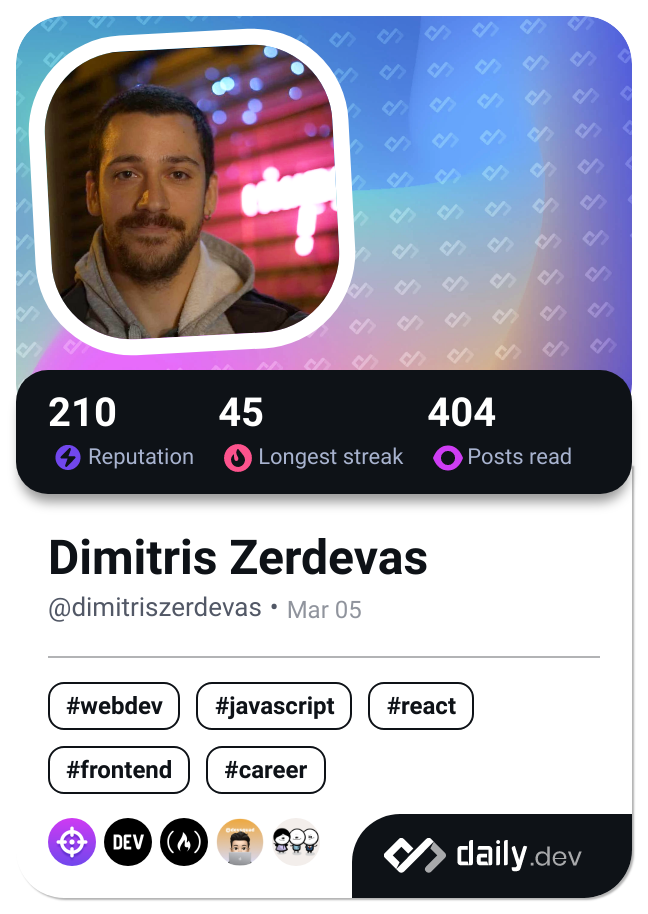 210 45 404
Reputation Longest streak Posts read
Dimitris Zerdevas
@dimitriszerdevas • Mar 05
#webdev #javascript #react
#frontend #career
DEV
daily.dev